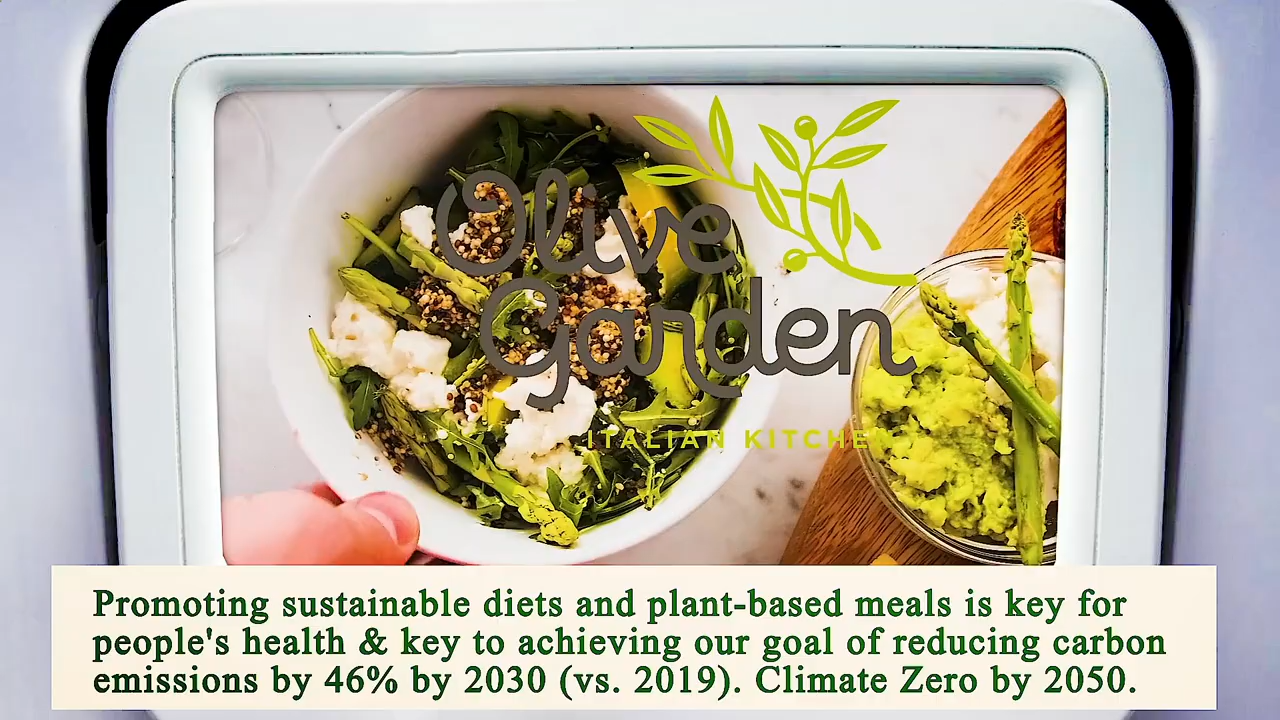 Olive
Garden
ITALIAN KITCHEN
Promoting sustainable diets and plant-based meals is key for
people's health & key to achieving our goal of reducing carbon
emissions by 46% by 2030 (vs. 2019). Climate Zero by 2050.